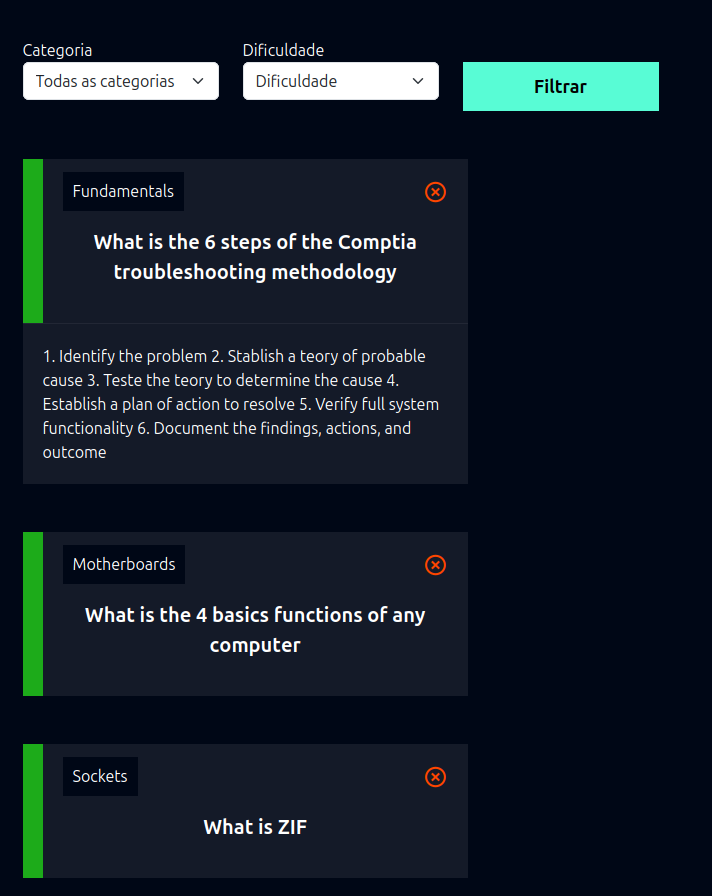 Categoria
Dificuldade
Todas as categorias
Dificuldade
Filtrar
Fundamentals
What is the 6 steps of the Comptia
troubleshooting methodology
1. Identify the problem 2. Stablish a teory of probable
cause 3. Teste the teory to determine the cause 4.
Establish a plan of action to resolve 5. Verify full system
functionality 6. Document the findings, actions, and
outcome
Motherboards
What is the 4 basics functions of any
computer
Sockets
What is ZIF